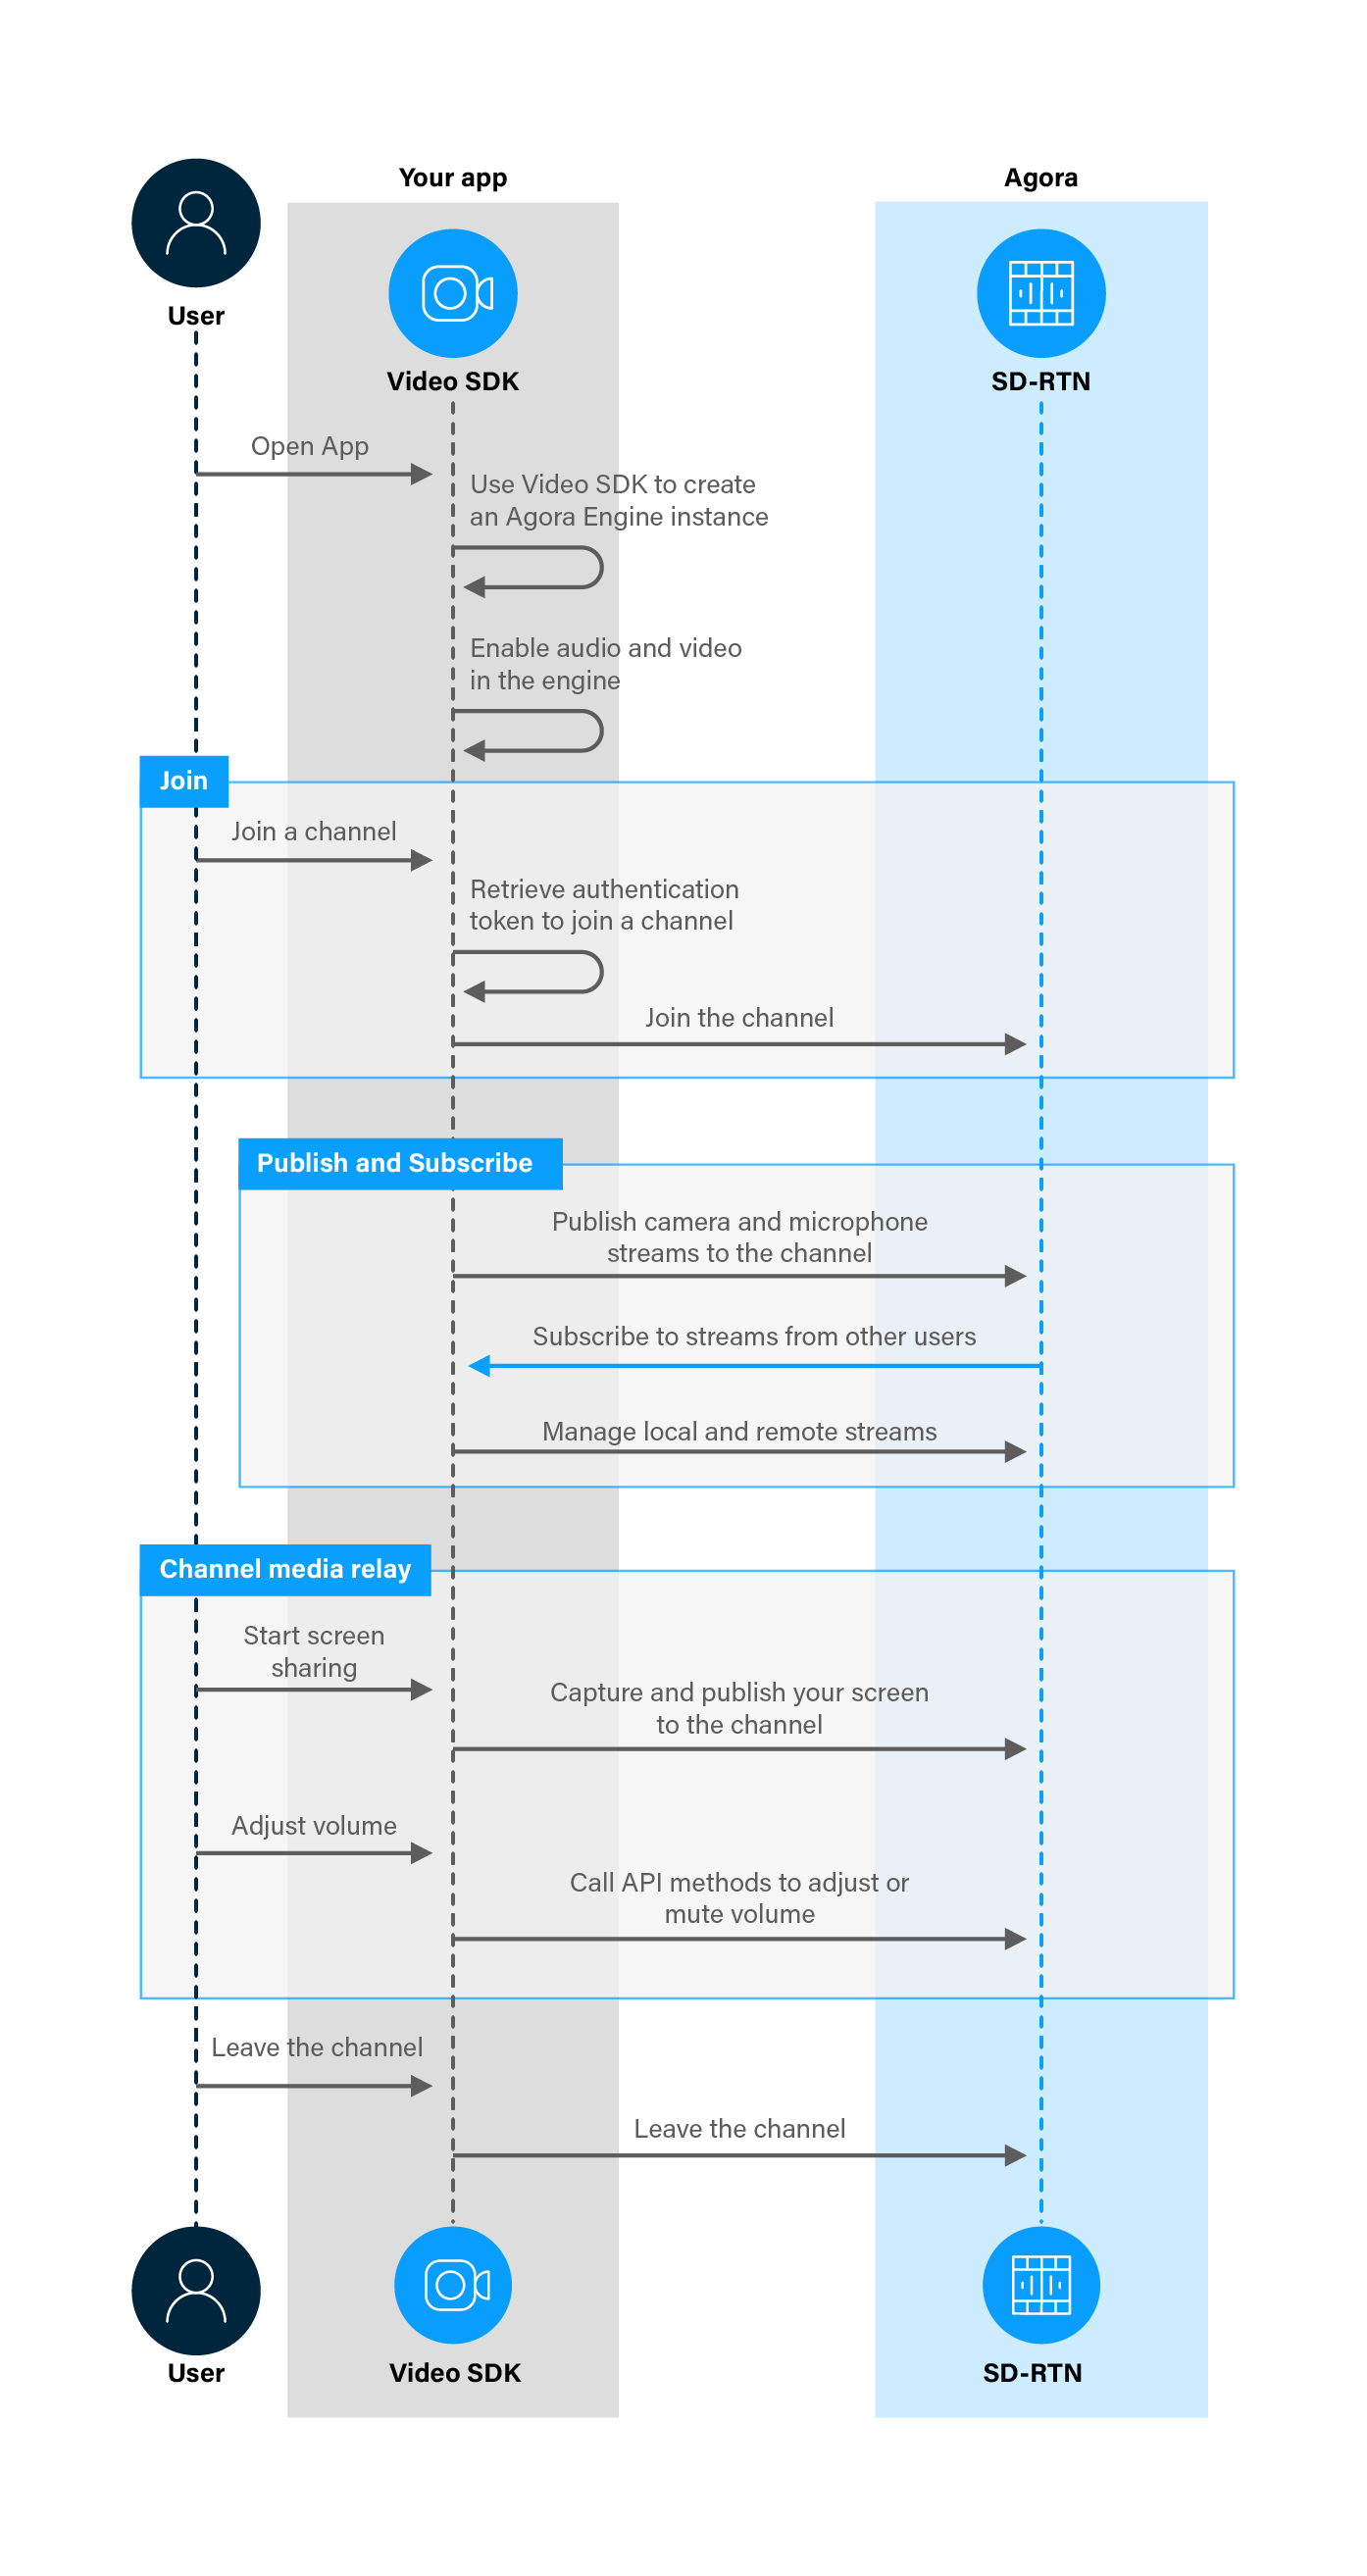 Your app
Agora
User
Video SDK
SD-RTN
Open App
Use Video SDK to create
an Agora Engine instance
Enable audio and video
in the engine
Join
Join a channel
Retrieve authentication
token to join a channel
Join the channel
Publish and Subscribe
Publish camera and microphone
streams to the channel
Subscribe to streams from other users
Manage local and remote streams
Channel media relay
Start screen
sharing
Capture and publish your screen
to the channel
Adjust volume
Call API methods to adjust or
mute volume
Leave the channel
Leave the channel
User
Video SDK
SD-RTN